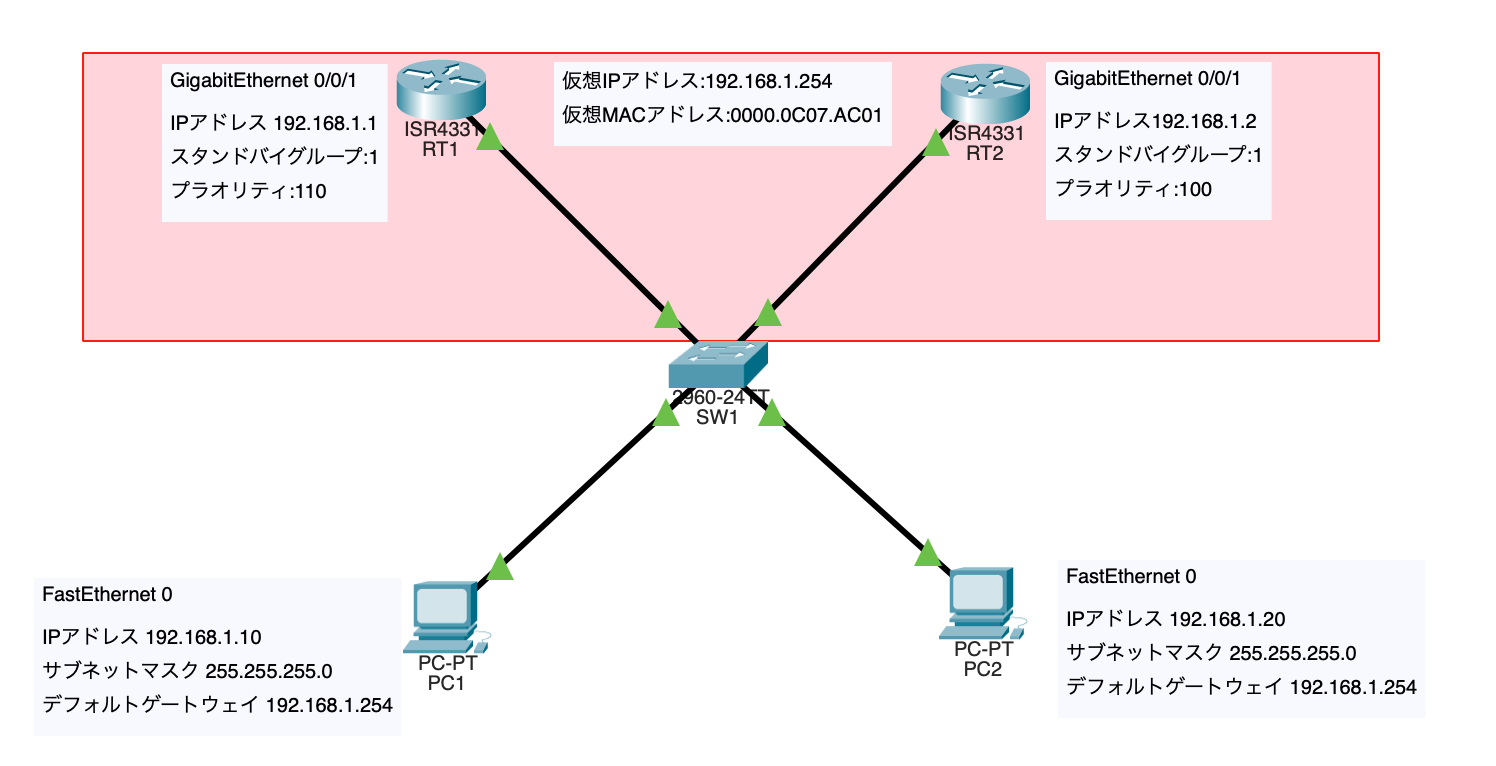 GigabitEthernet 0/0/1
IPアドレス 192.168.1.1
スタンドバイグループ:1
プラオリティ:110
ISR4331
RT1
仮想IPアドレス:192.168.1.254
仮想MACアドレス:0000.0C07.AC01
ISR4331
RT2
GigabitEthernet 0/0/1
IPアドレス192.168.1.2
スタンドバイグループ:1
プラオリティ:100
2960-24TT
SW1
FastEthernet 0
IPアドレス 192.168.1.10
サブネットマスク 255.255.255.0
デフォルトゲートウェイ 192.168.1.254
PC-PT
PC1
PC-PT
PC2
FastEthernet 0
IPアドレス 192.168.1.20
サブネットマスク 255.255.255.0
デフォルトゲートウェイ 192.168.1.254